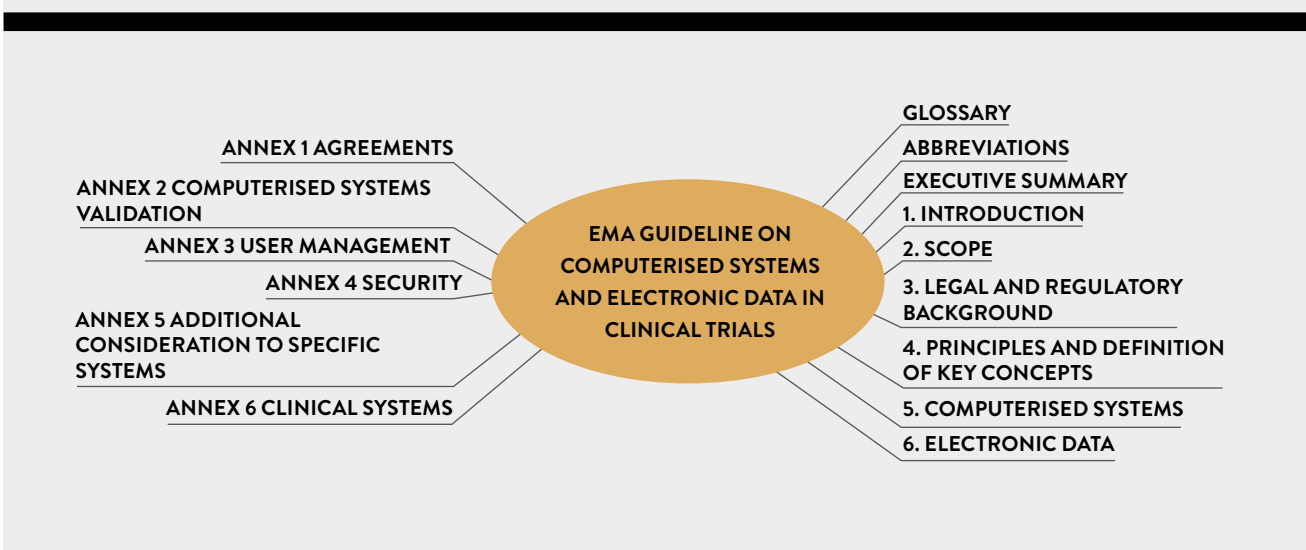 ANNEX 1 AGREEMENTS
ANNEX 2 COMPUTERISED SYSTEMS
VALIDATION
ANNEX 3 USER MANAGEMENT
ANNEX 4 SECURITY
ANNEX 5 ADDITIONAL
CONSIDERATION TO SPECIFIC
SYSTEMS
ANNEX 6 CLINICAL SYSTEMS
EMA GUIDELINE ON
COMPUTERISED SYSTEMS
AND ELECTRONIC DATA IN
CLINICAL TRIALS
GLOSSARY
ABBREVIATIONS
EXECUTIVE SUMMARY
1. INTRODUCTION
2. SCOPE
3. LEGAL AND REGULATORY
BACKGROUND
4. PRINCIPLES AND DEFINITION
OF KEY CONCEPTS
5. COMPUTERISED SYSTEMS
6. ELECTRONIC DATA